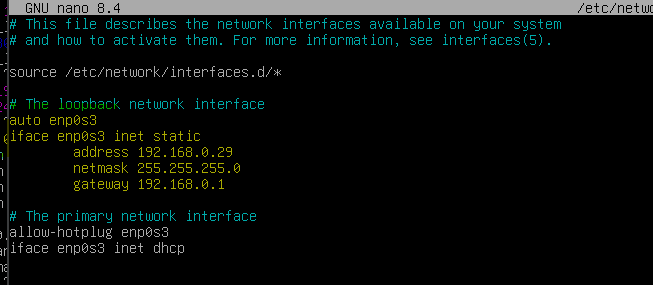 GNU nano 8.4 /etc/netwo
# This file describes the network interfaces available on your system
# and how to activate them. For more information, see interfaces(5).
source /etc/network/interfaces.d/*
# The loopback network interface
auto enp0s3
iface enp0s3 inet static
address 192.168.0.29
netmask 255.255.255.0
gateway 192.168.0.1
# The primary network interface
allow-hotplug enp0s3
iface enp0s3 inet dhcp